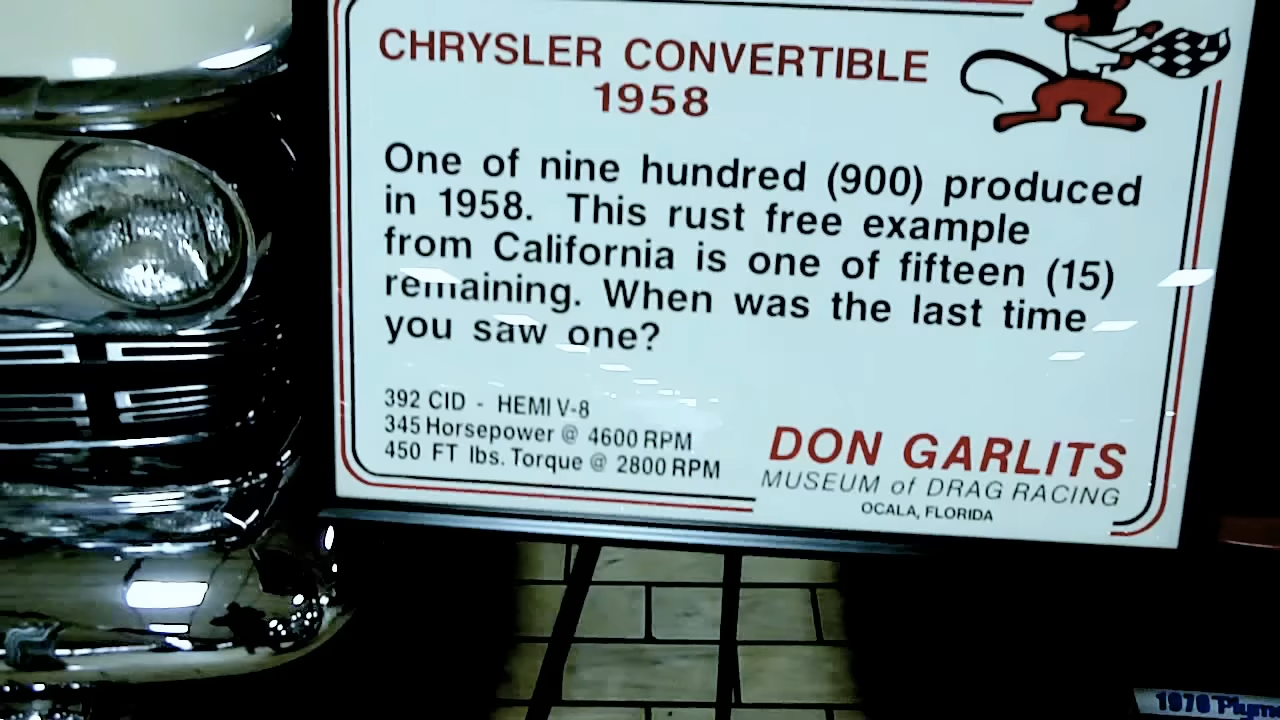 CHRYSLER CONVERTIBLE
1958
One of nine hundred (900) produced
in 1958. This rust free example
from California is one of fifteen (15)
remaining. When was the last time
you saw one?
392 CID - HEMI V-8
345 Horsepower @ 4600 RPM
450 FT lbs. Torque @ 2800 RPM
DON GARLITS
MUSEUM of DRAG RACING
OCALA, FLORIDA
1970